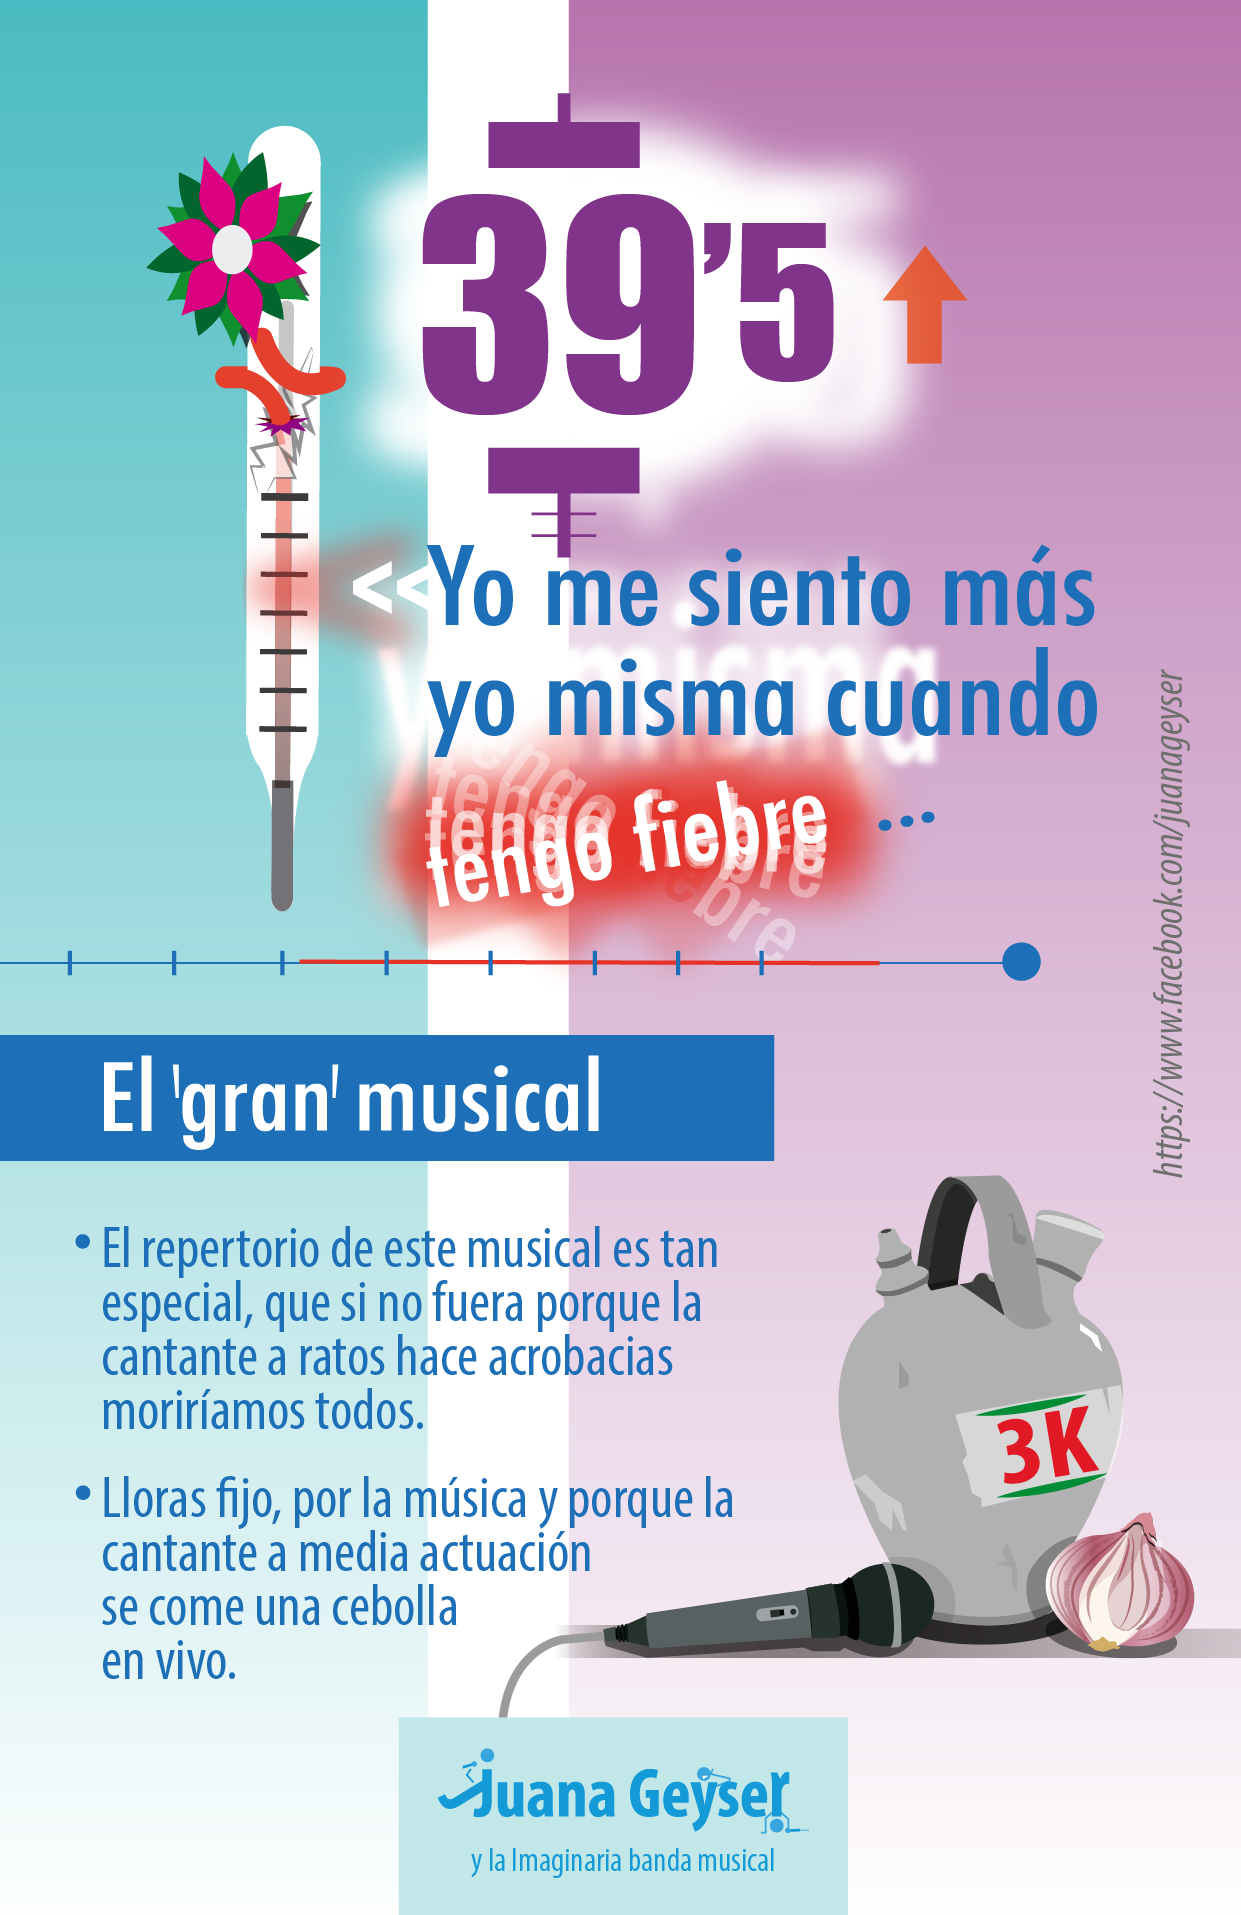 39'5
«Yo me siento más
yo misma cuando
tengo fiebre ...
https://www.facebook.com/juanageyser
El 'gran' musical
• El repertorio de este musical es tan
especial, que si no fuera porque la
cantante a ratos hace acrobacias
moriríamos todos.
• Lloras fijo, por la música y porque la
cantante a media actuación
se come una cebolla
en vivo.
3K
Juana Geyser
y la Imaginaria banda musical